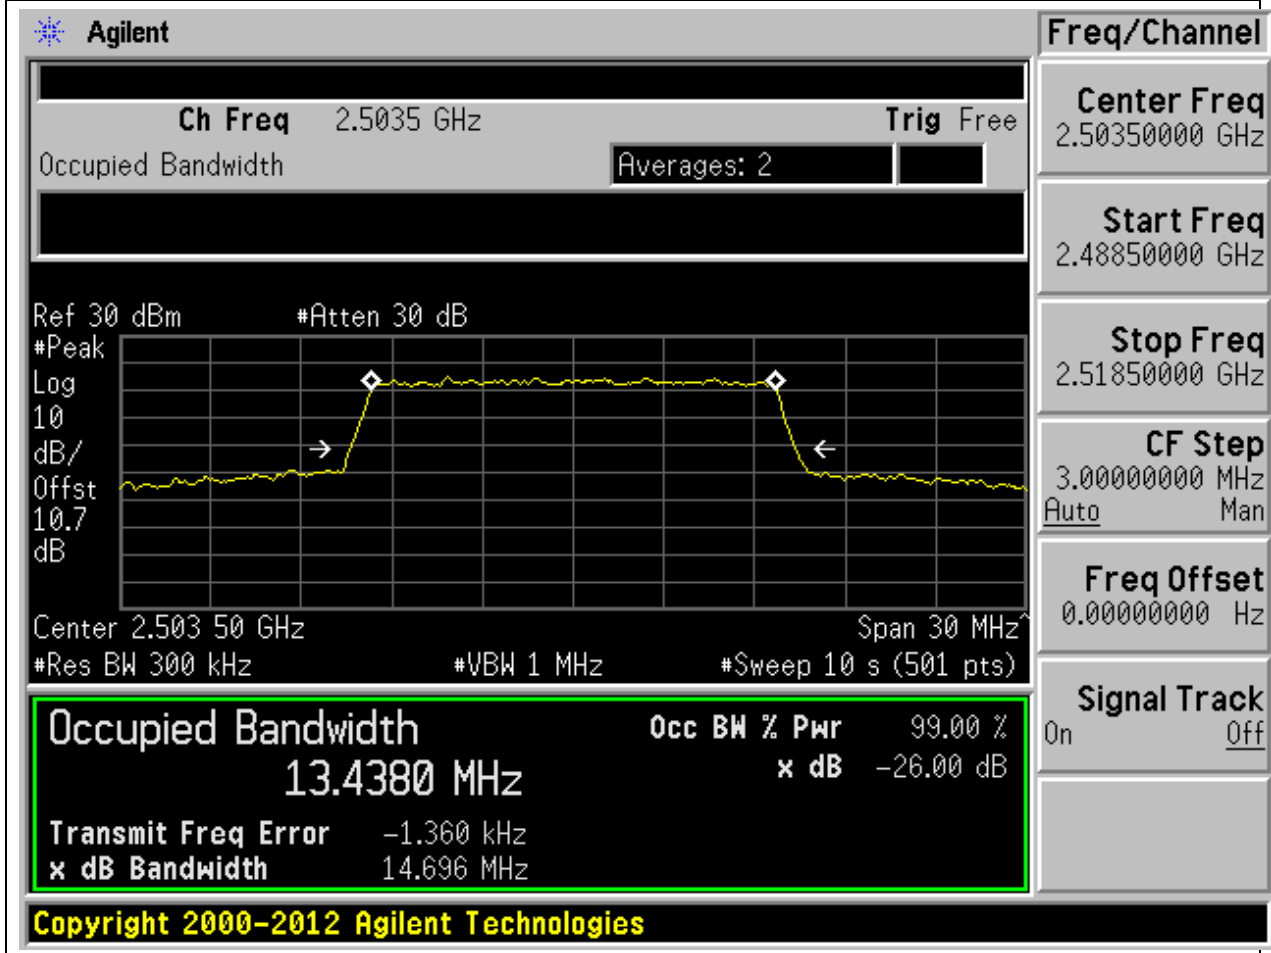 Agilent
Freq/Channel
Ch Freq 2.5035 GHz Trig Free
Occupied Bandwidth Averages: 2
Center Freq
2.50350000 GHz
Start Freq
2.48850000 GHz
Stop Freq
2.51850000 GHz
CF Step
3.00000000 MHz
Auto Man
Freq Offset
0.00000000 Hz
Signal Track
On Off
Ref 30 dBm #Atten 30 dB
#Peak
Log
10
dB/
Offst
10.7
dB
Center 2.503 50 GHz Span 30 MHz^
#Res BW 300 kHz #VBW 1 MHz #Sweep 10 s (501 pts)
Occupied Bandwidth
13.4380 MHz
Occ BW % Pwr 99.00 %
x dB -26.00 dB
Transmit Freq Error -1.360 kHz
x dB Bandwidth 14.696 MHz
Copyright 2000-2012 Agilent Technologies